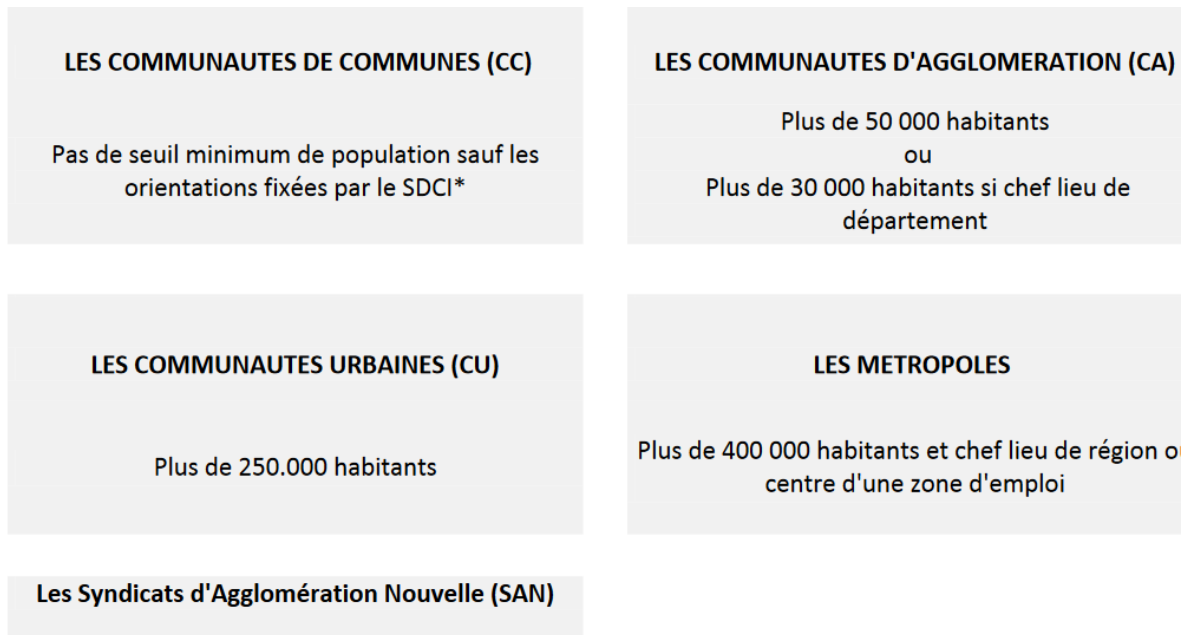 LES COMMUNAUTES DE COMMUNES (CC)
Pas de seuil minimum de population sauf les
orientations fixées par le SDCI*
LES COMMUNAUTES D'AGGLOMERATION (CA)
Plus de 50 000 habitants
ou
Plus de 30 000 habitants si chef lieu de
département
LES COMMUNAUTES URBAINES (CU)
Plus de 250.000 habitants
LES METROPOLES
Plus de 400 000 habitants et chef lieu de région ou
centre d'une zone d'emploi
Les Syndicats d'Agglomération Nouvelle (SAN)